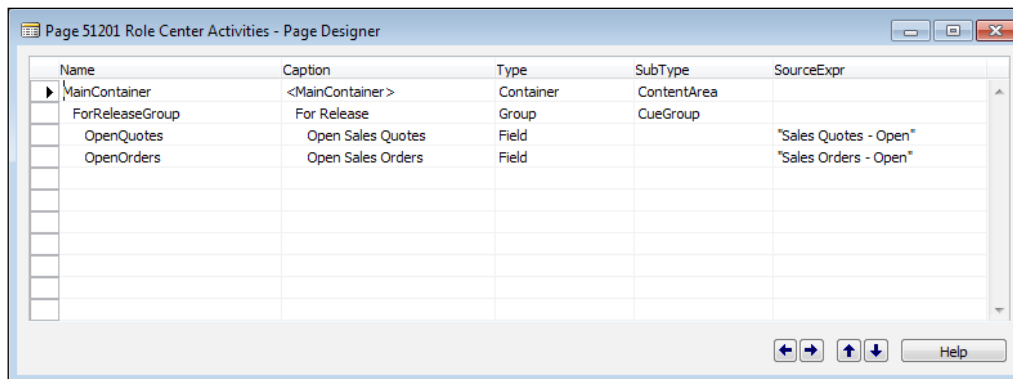 Page 51201 Role Center Activities - Page Designer
Name Caption Type SubType SourceExpr
MainContainer <MainContainer> Container ContentArea
ForReleaseGroup For Release Group CueGroup
OpenQuotes Open Sales Quotes Field "Sales Quotes - Open"
OpenOrders Open Sales Orders Field "Sales Orders - Open"
Help